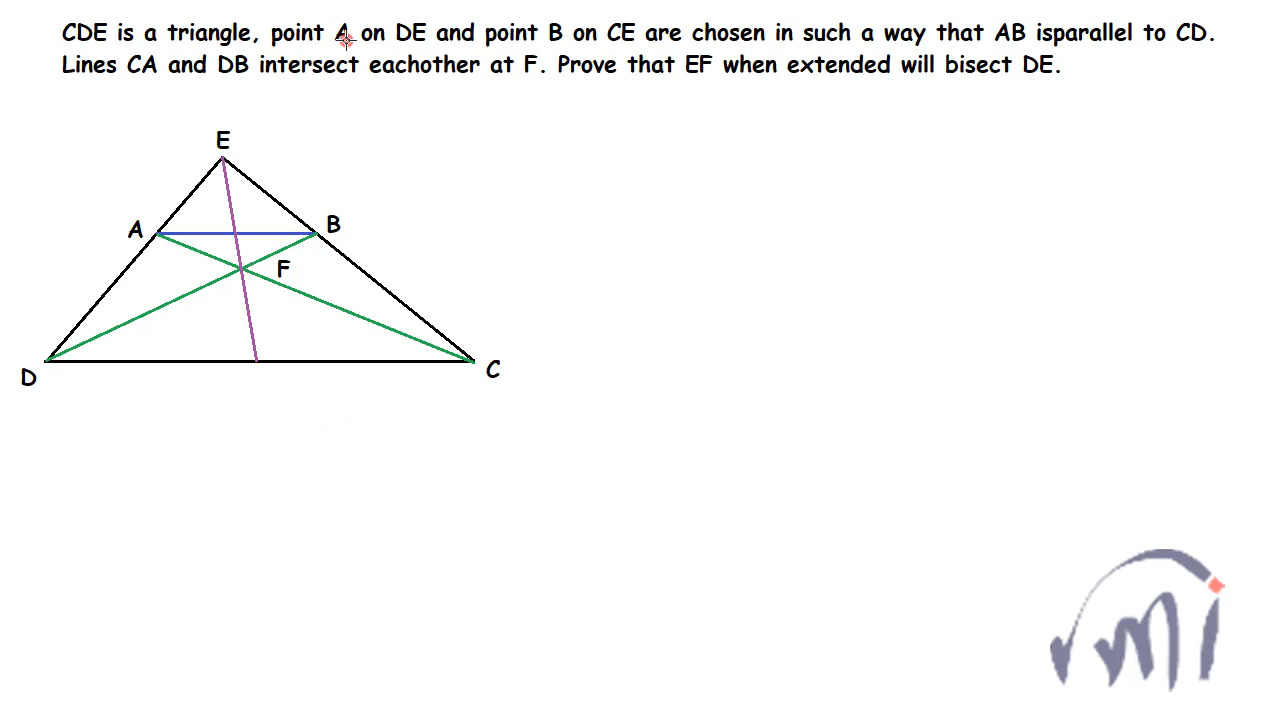 CDE is a triangle, point A on DE and point B on CE are chosen in such a way that AB isparallel to CD.
Lines CA and DB intersect eachother at F. Prove that EF when extended will bisect DE.
E
A
B
F
D
C